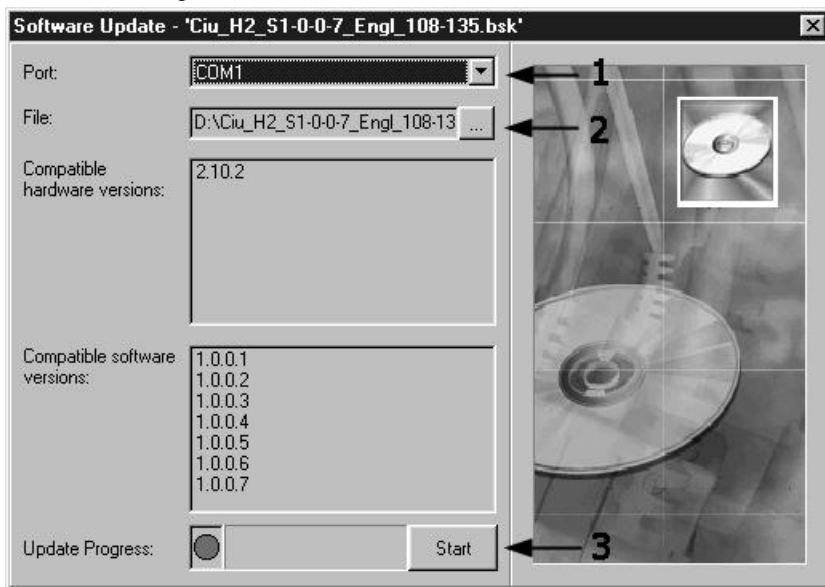 Software Update - 'Ciu_H2_S1-0-0-7_Engl_108-135.bsk'
Port:
COM1
1
File:
D:\Ciu_H2_S1-0-0-7_Engl_108-13
...
2
Compatible
hardware versions:
2.10.2
Compatible software
versions:
1.0.0.1
1.0.0.2
1.0.0.3
1.0.0.4
1.0.0.5
1.0.0.6
1.0.0.7
Update Progress:
Start
3